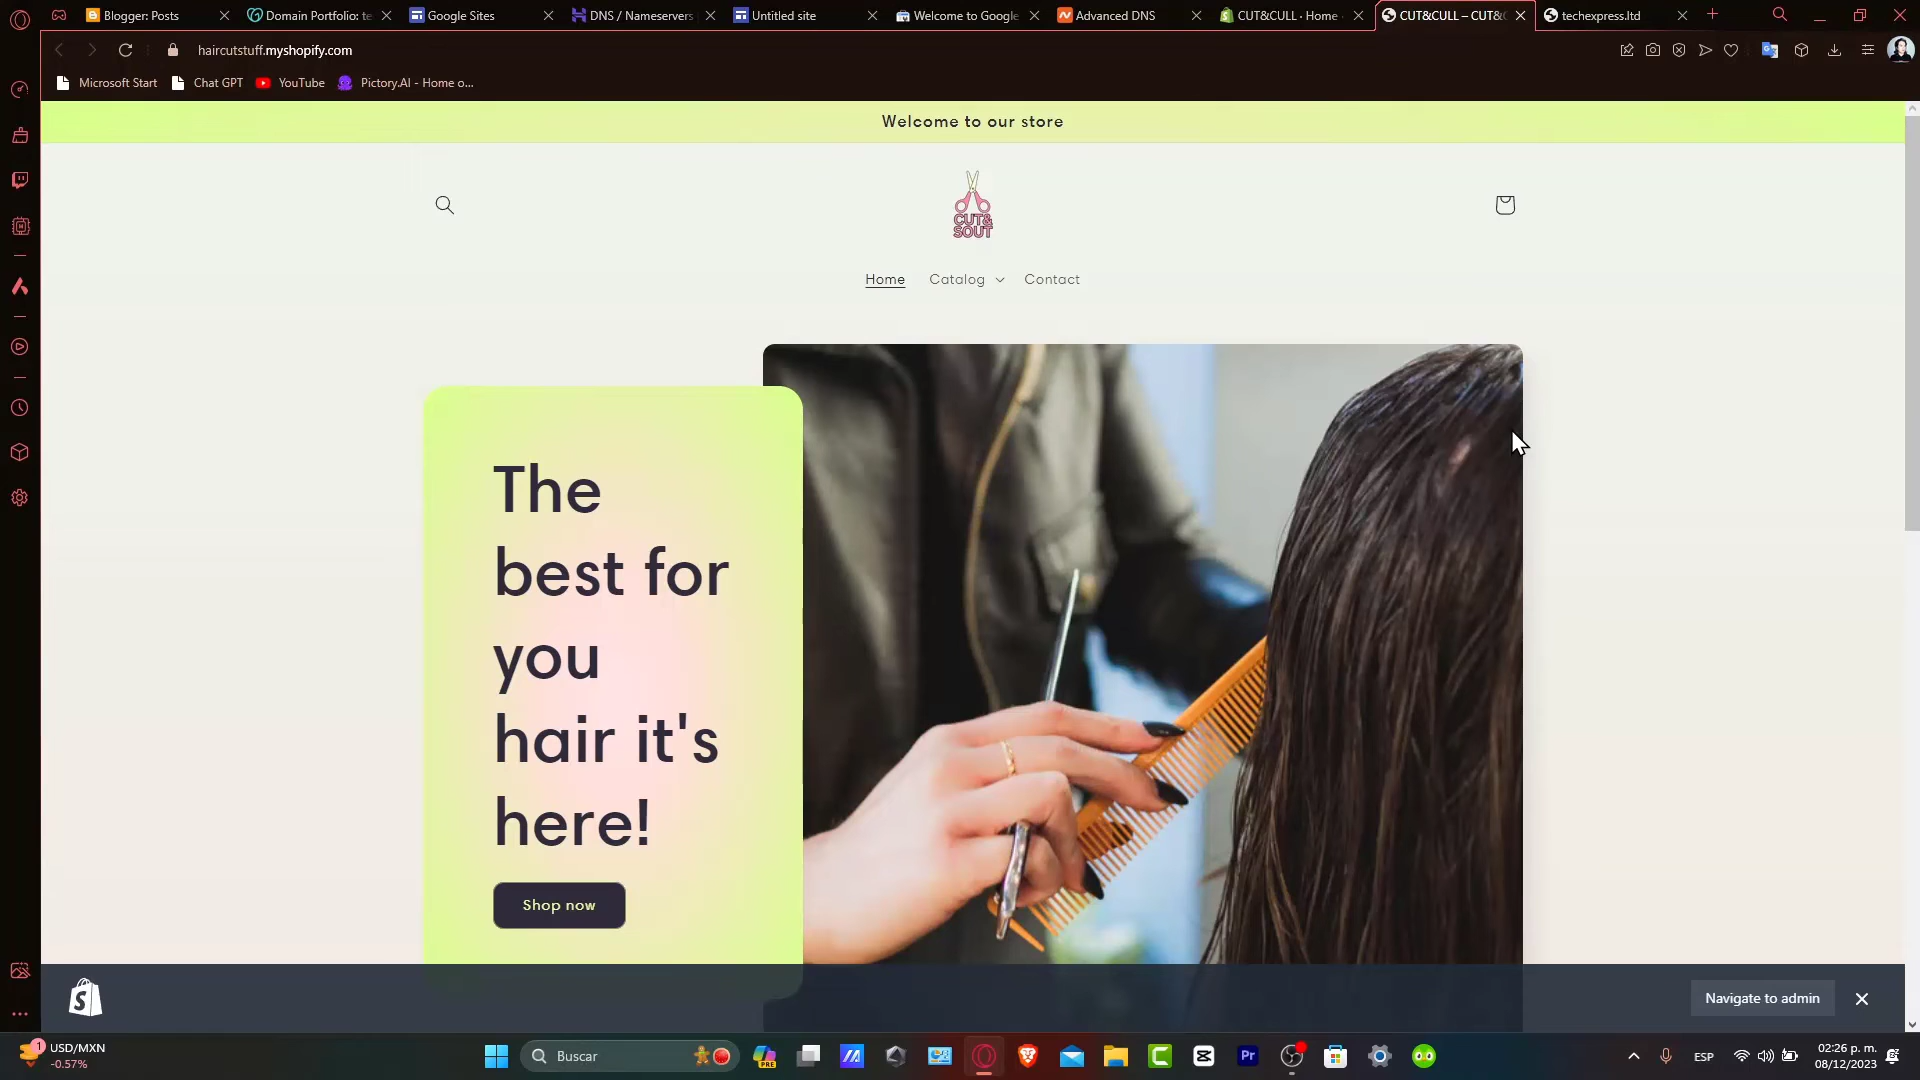 Blogger: Posts
Domain Portfolio: te
Google Sites
DNS / Nameservers
Untitled site
Welcome to Google
Advanced DNS
CUT&CULL · Home
CUT&CULL – CUT&C
techexpress.ltd
haircutstuff.myshopify.com
Microsoft Start
Chat GPT
YouTube
Pictory.AI - Home o...
Welcome to our store
CUT&
SOUT
Home
Catalog
Contact
The
best for
you
hair it's
here!
Shop now
Navigate to admin
1
USD/MXN
-0.57%
Buscar
PRE
Pr
ESP
02:26 p. m.
08/12/2023